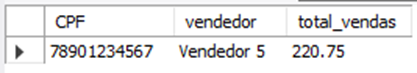 CPF vendedor total_vendas
78901234567 Vendedor 5 220.75